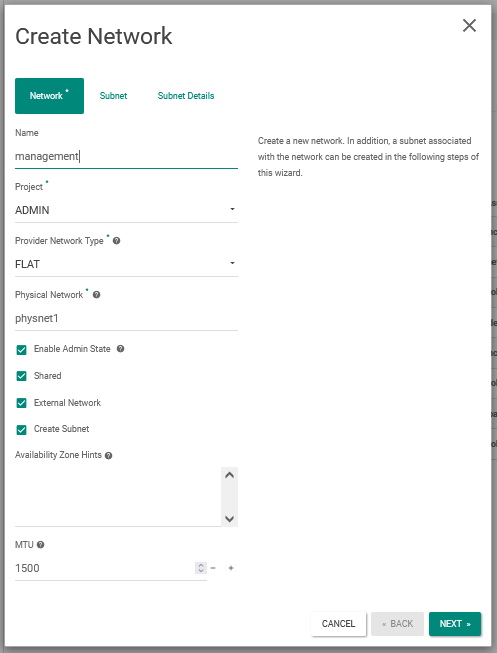 Create Network
Network *
Subnet
Subnet Details
Name
management
Project *
ADMIN
Provider Network Type *
FLAT
Physical Network *
physnet1
Enable Admin State
Shared
External Network
Create Subnet
Availability Zone Hints
MTU
1500
Create a new network. In addition, a subnet associated
with the network can be created in the following steps of
this wizard.
CANCEL
« BACK
NEXT »